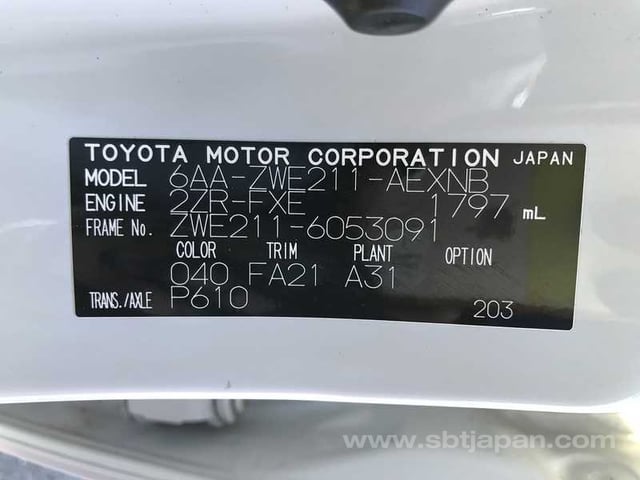 TOYOTA MOTOR CORPORATION JAPAN
MODEL 6AA-ZWE211-AEXNB
ENGINE 2ZR-FXE 1797 mL
FRAME No. ZWE211-6053091
COLOR TRIM PLANT OPTION
040 FA21 A31
TRANS./AXLE P610
203
www.sbtjapan.com